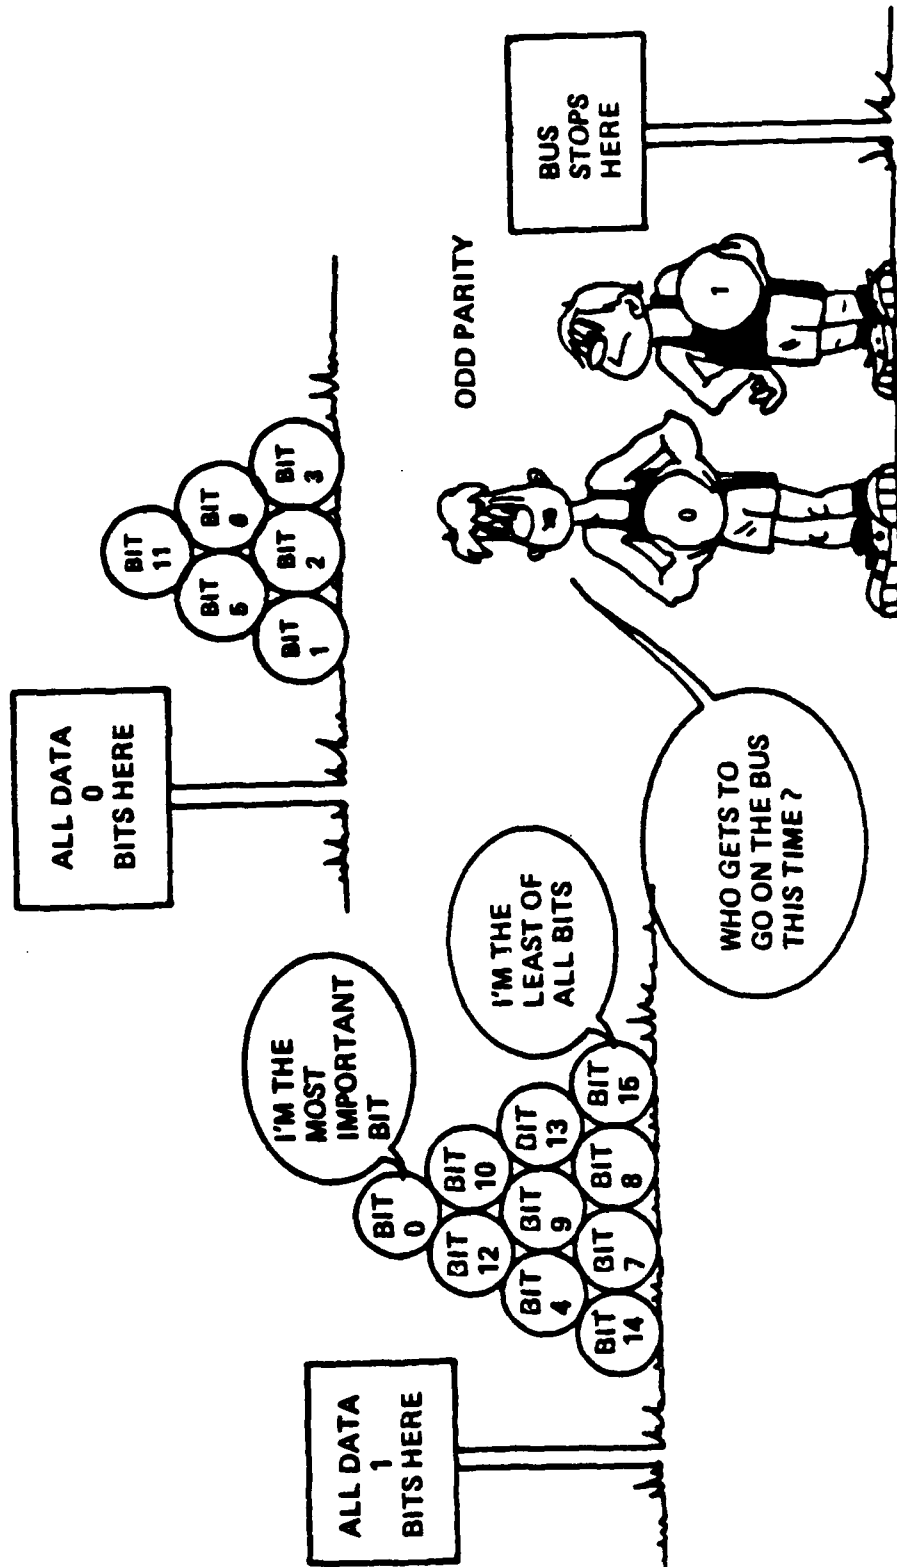 ALL DATA
1
BITS HERE
BIT
0
BIT
12
BIT
10
BIT
4
BIT
9
BIT
13
BIT
14
BIT
7
BIT
8
BIT
15
I'M THE
MOST
IMPORTANT
BIT
I'M THE
LEAST OF
ALL BITS
ALL DATA
0
BITS HERE
BIT
11
BIT
5
BIT
6
BIT
1
BIT
2
BIT
3
WHO GETS TO
GO ON THE BUS
THIS TIME?
ODD PARITY
0
1
BUS
STOPS
HERE